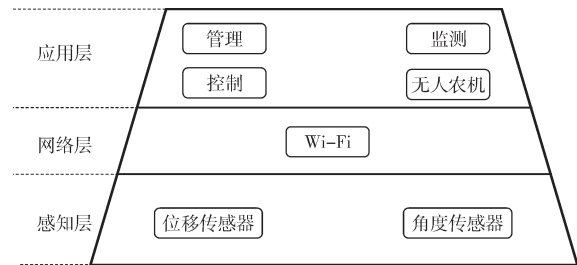 应用层
管理
监测
控制
无人农机
网络层
Wi-Fi
感知层
位移传感器
角度传感器